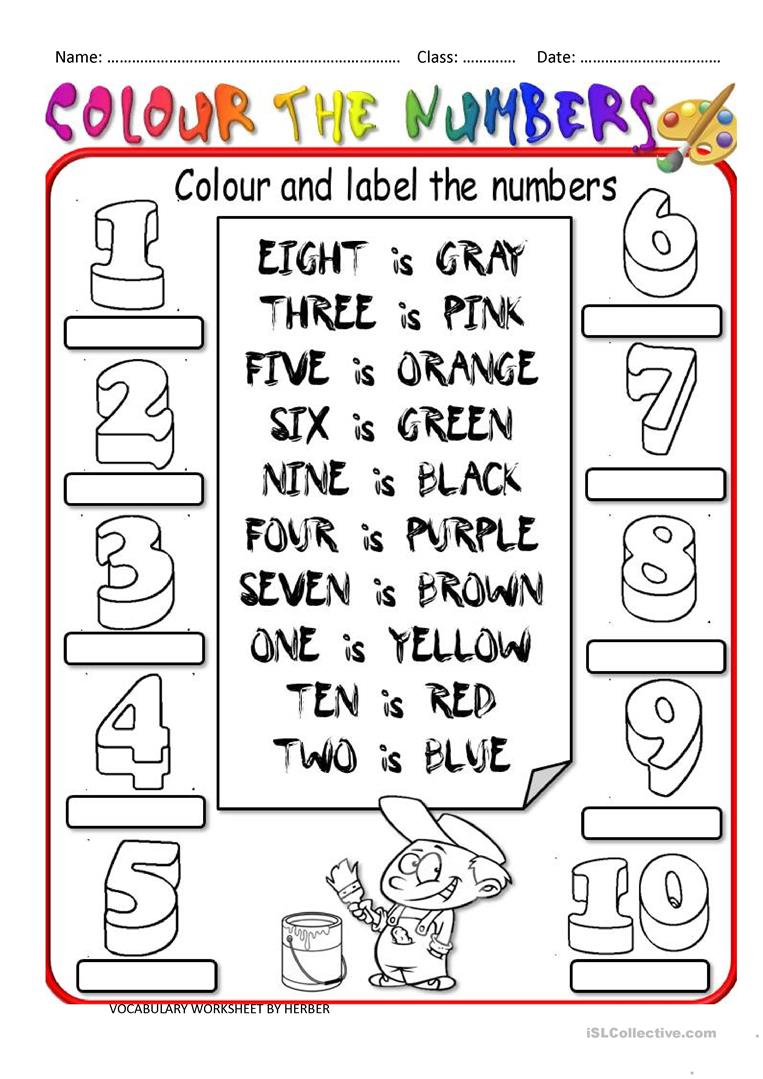 Name: ……………………………………………………………. Class: …………. Date: ……………………….……
COLOUR THE NUMBERS
Colour and label the numbers
1
6
EIGHT is GRAY
THREE is PINK
2
7
FIVE is ORANGE
SIX is GREEN
NINE is BLACK
3
8
FOUR is PURPLE
SEVEN is BROWN
ONE is YELLOW
4
9
TEN is RED
TWO is BLUE
5
10
VOCABULARY WORKSHEET BY HERBER
iSLCollective.com